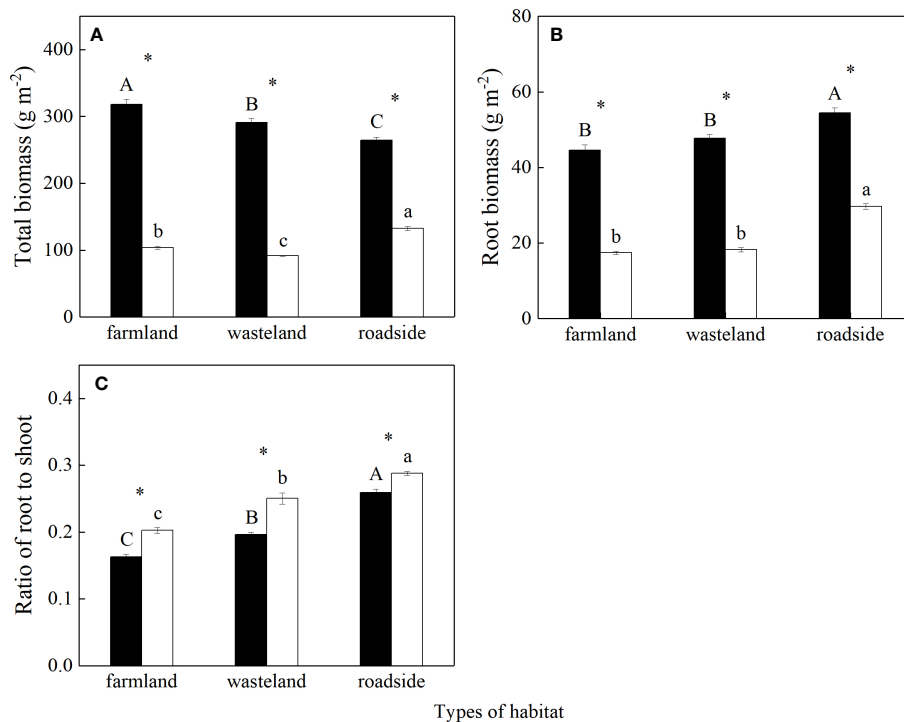 A
Total biomass (g m⁻²)
400
300
200
100
0
* * *
A B C
b c a
farmland wasteland roadside
B
Root biomass (g m⁻²)
80
60
40
20
0
* * *
B B A
b b a
farmland wasteland roadside
C
Ratio of root to shoot
0.4
0.3
0.2
0.1
0.0
* * *
C B A
c b a
farmland wasteland roadside
Types of habitat